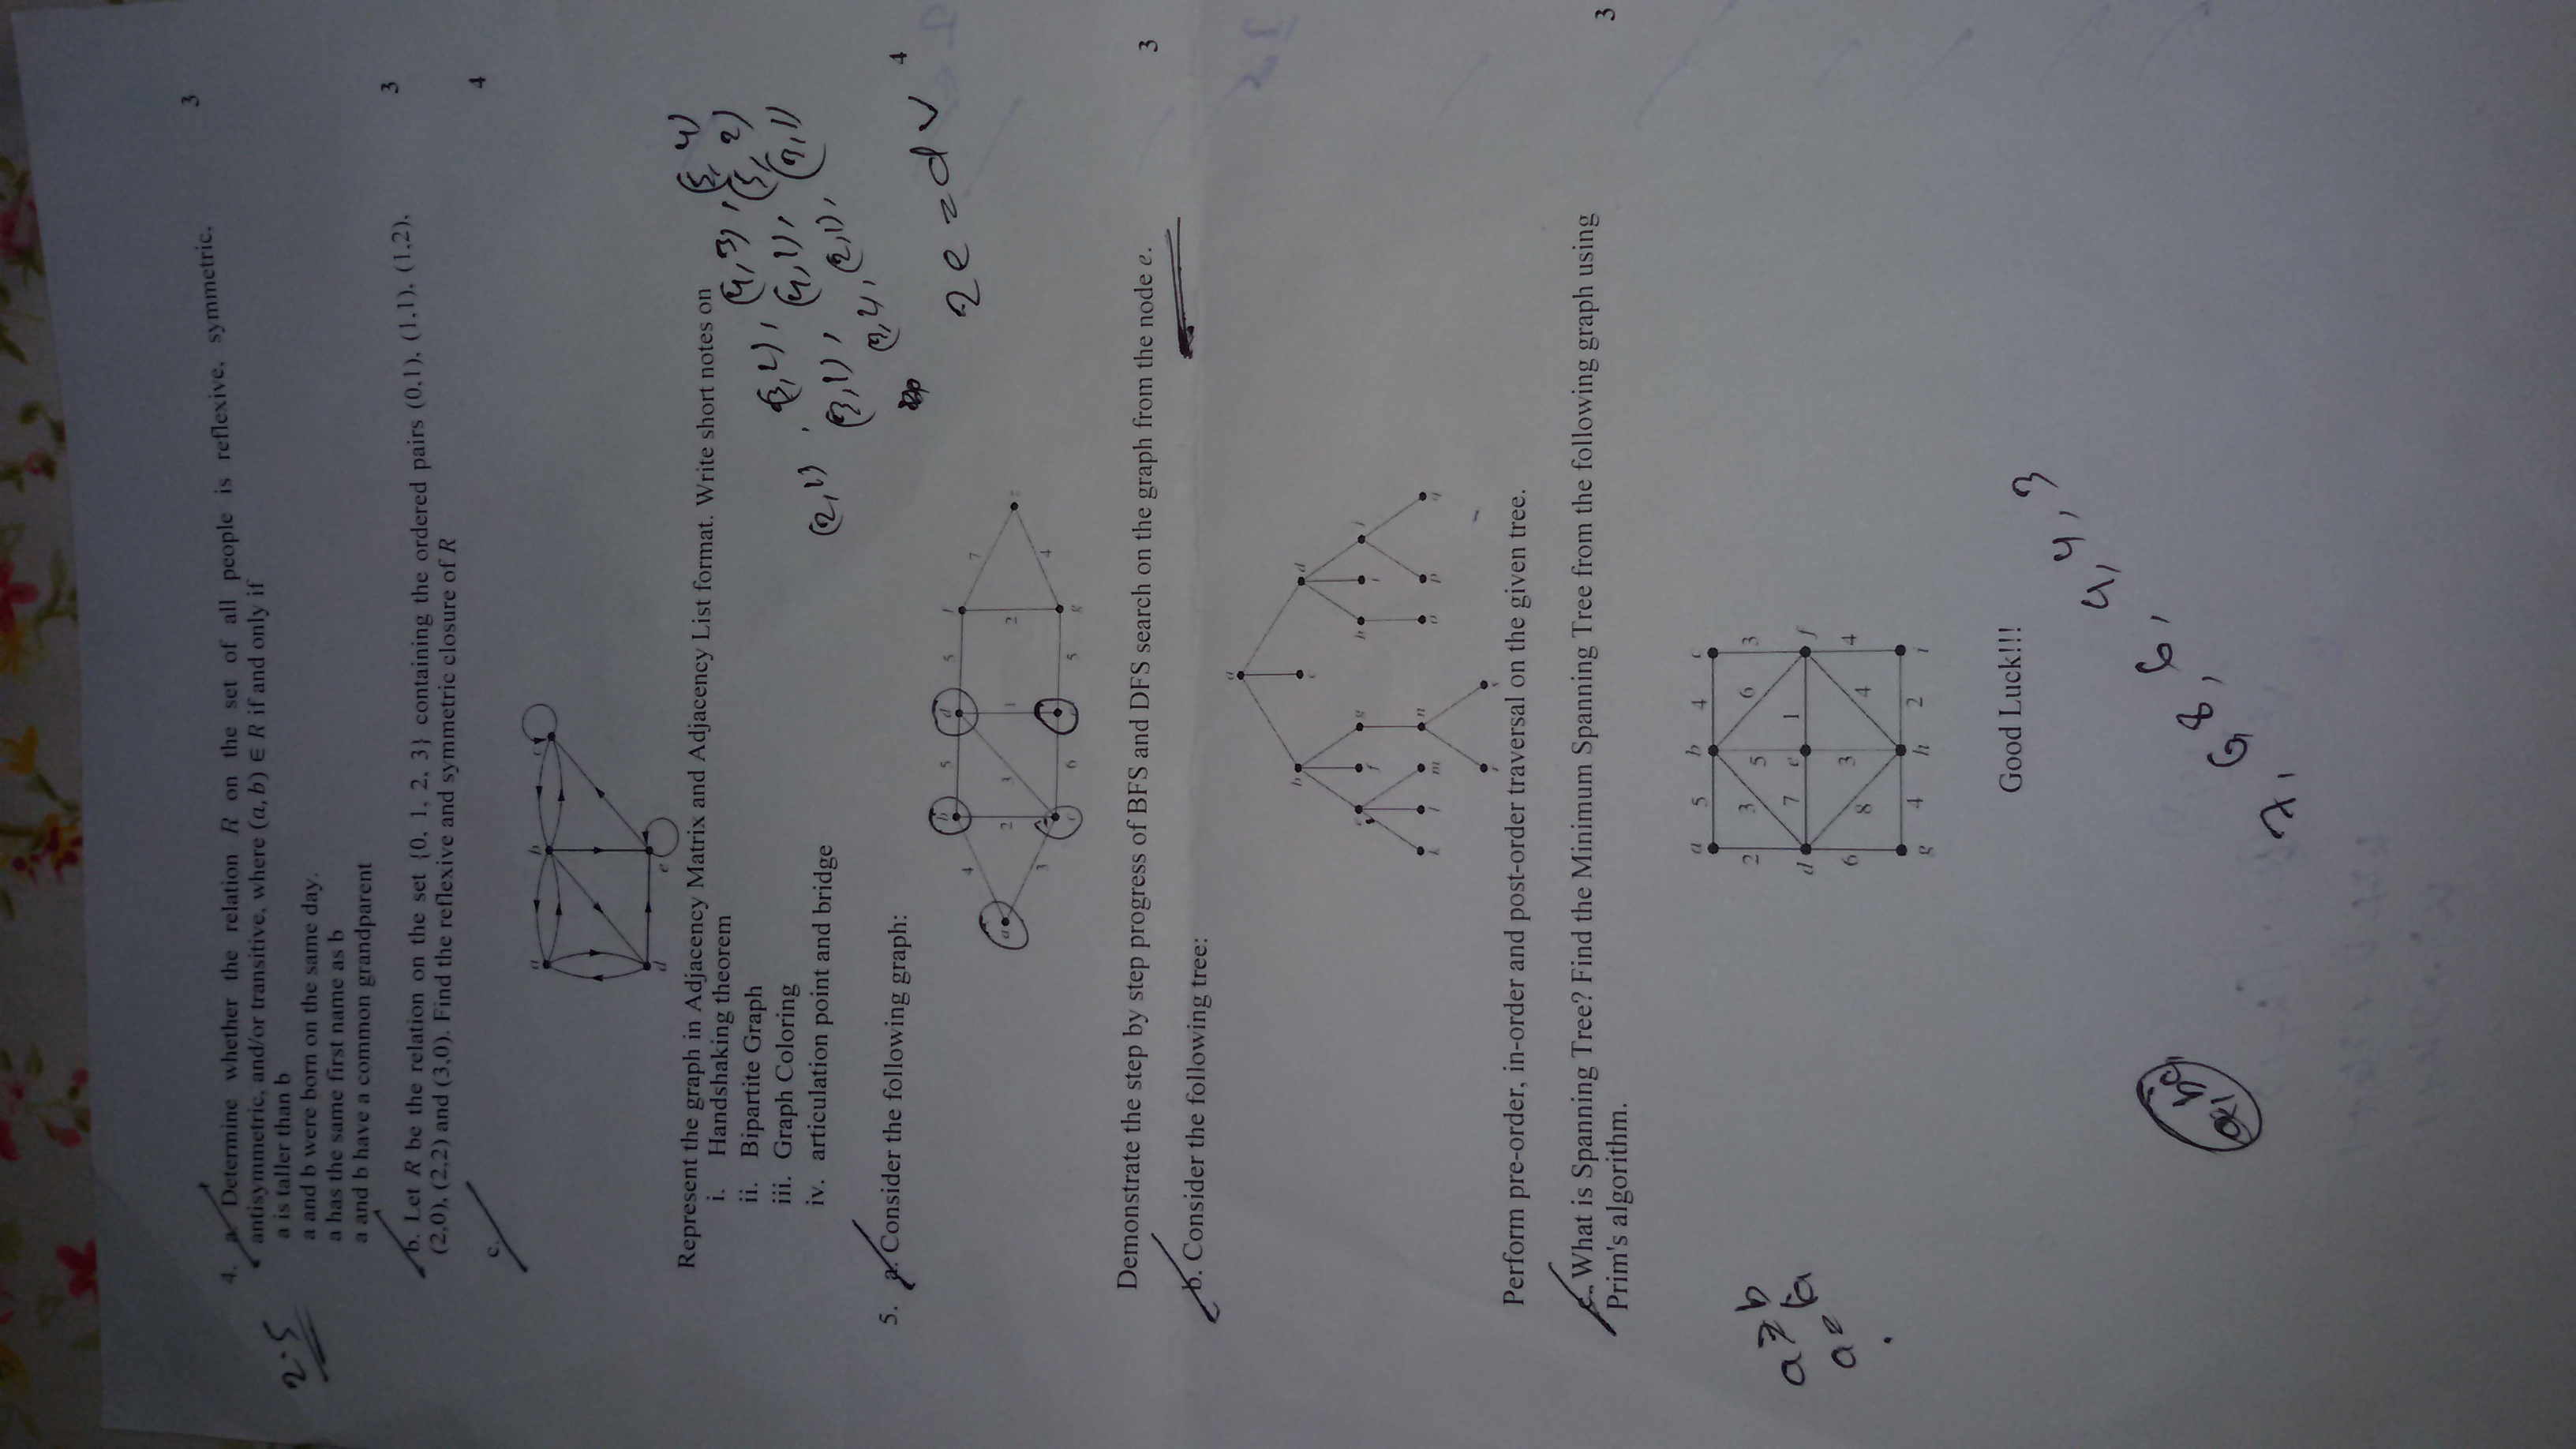 3
4. a. Determine whether the relation R on the set of all people is reflexive, symmetric,
antisymmetric, and/or transitive, where (a, b) ∈ R if and only if
2.5
a is taller than b
a and b were born on the same day.
a has the same first name as b
a and b have a common grandparent
3
b. Let R be the relation on the set {0, 1, 2, 3} containing the ordered pairs (0,1), (1,1), (1,2),
(2,0), (2,2) and (3,0). Find the reflexive and symmetric closure of R
4
c.
a b
d e
Represent the graph in Adjacency Matrix and Adjacency List format. Write short notes on
i. Handshaking theorem
ii. Bipartite Graph
iii. Graph Coloring
iv. articulation point and bridge
(2,1), (3,2), (4,3), (5,4)
(3,1), (4,1), (5,2)
(2,1), (3,1)
2e = dv
5. a. Consider the following graph:
4
b 5 d 5 f
4 7
a 2 3 1 2
3 4
c 6 5 g
Demonstrate the step by step progress of BFS and DFS search on the graph from the node e.
3
b. Consider the following tree:
a
b c d
e f g h i j
k l m n o p q
r s
Perform pre-order, in-order and post-order traversal on the given tree.
c. What is Spanning Tree? Find the Minimum Spanning Tree from the following graph using
Prim's algorithm.
3
a 5 b 4 c
2 3 5 6 3
d 7 e 1 f
6 8 3 4 4
g 4 h 2 i
Good Luck!!!
7, 6, 8, 6, 4, 4, 3